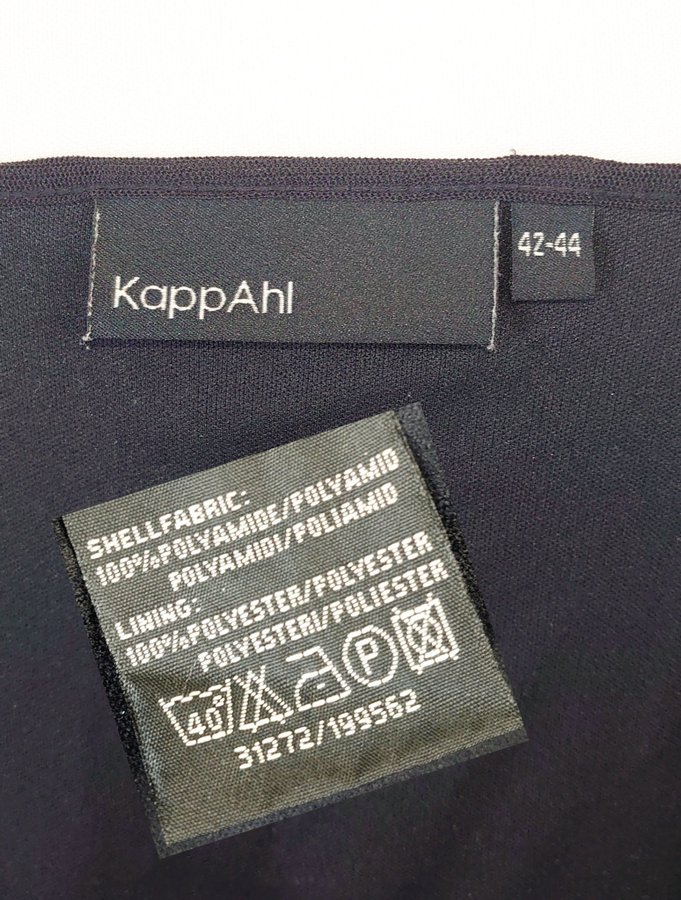 KappAhl
42-44
SHELLFABRIC:
100%POLYAMIDE/POLYAMID
POLYAMIDI/POLIAMID
LINING:
100%POLYESTER/POLYESTER
POLYESTERI/POLIESTER
40° P
31272/199562